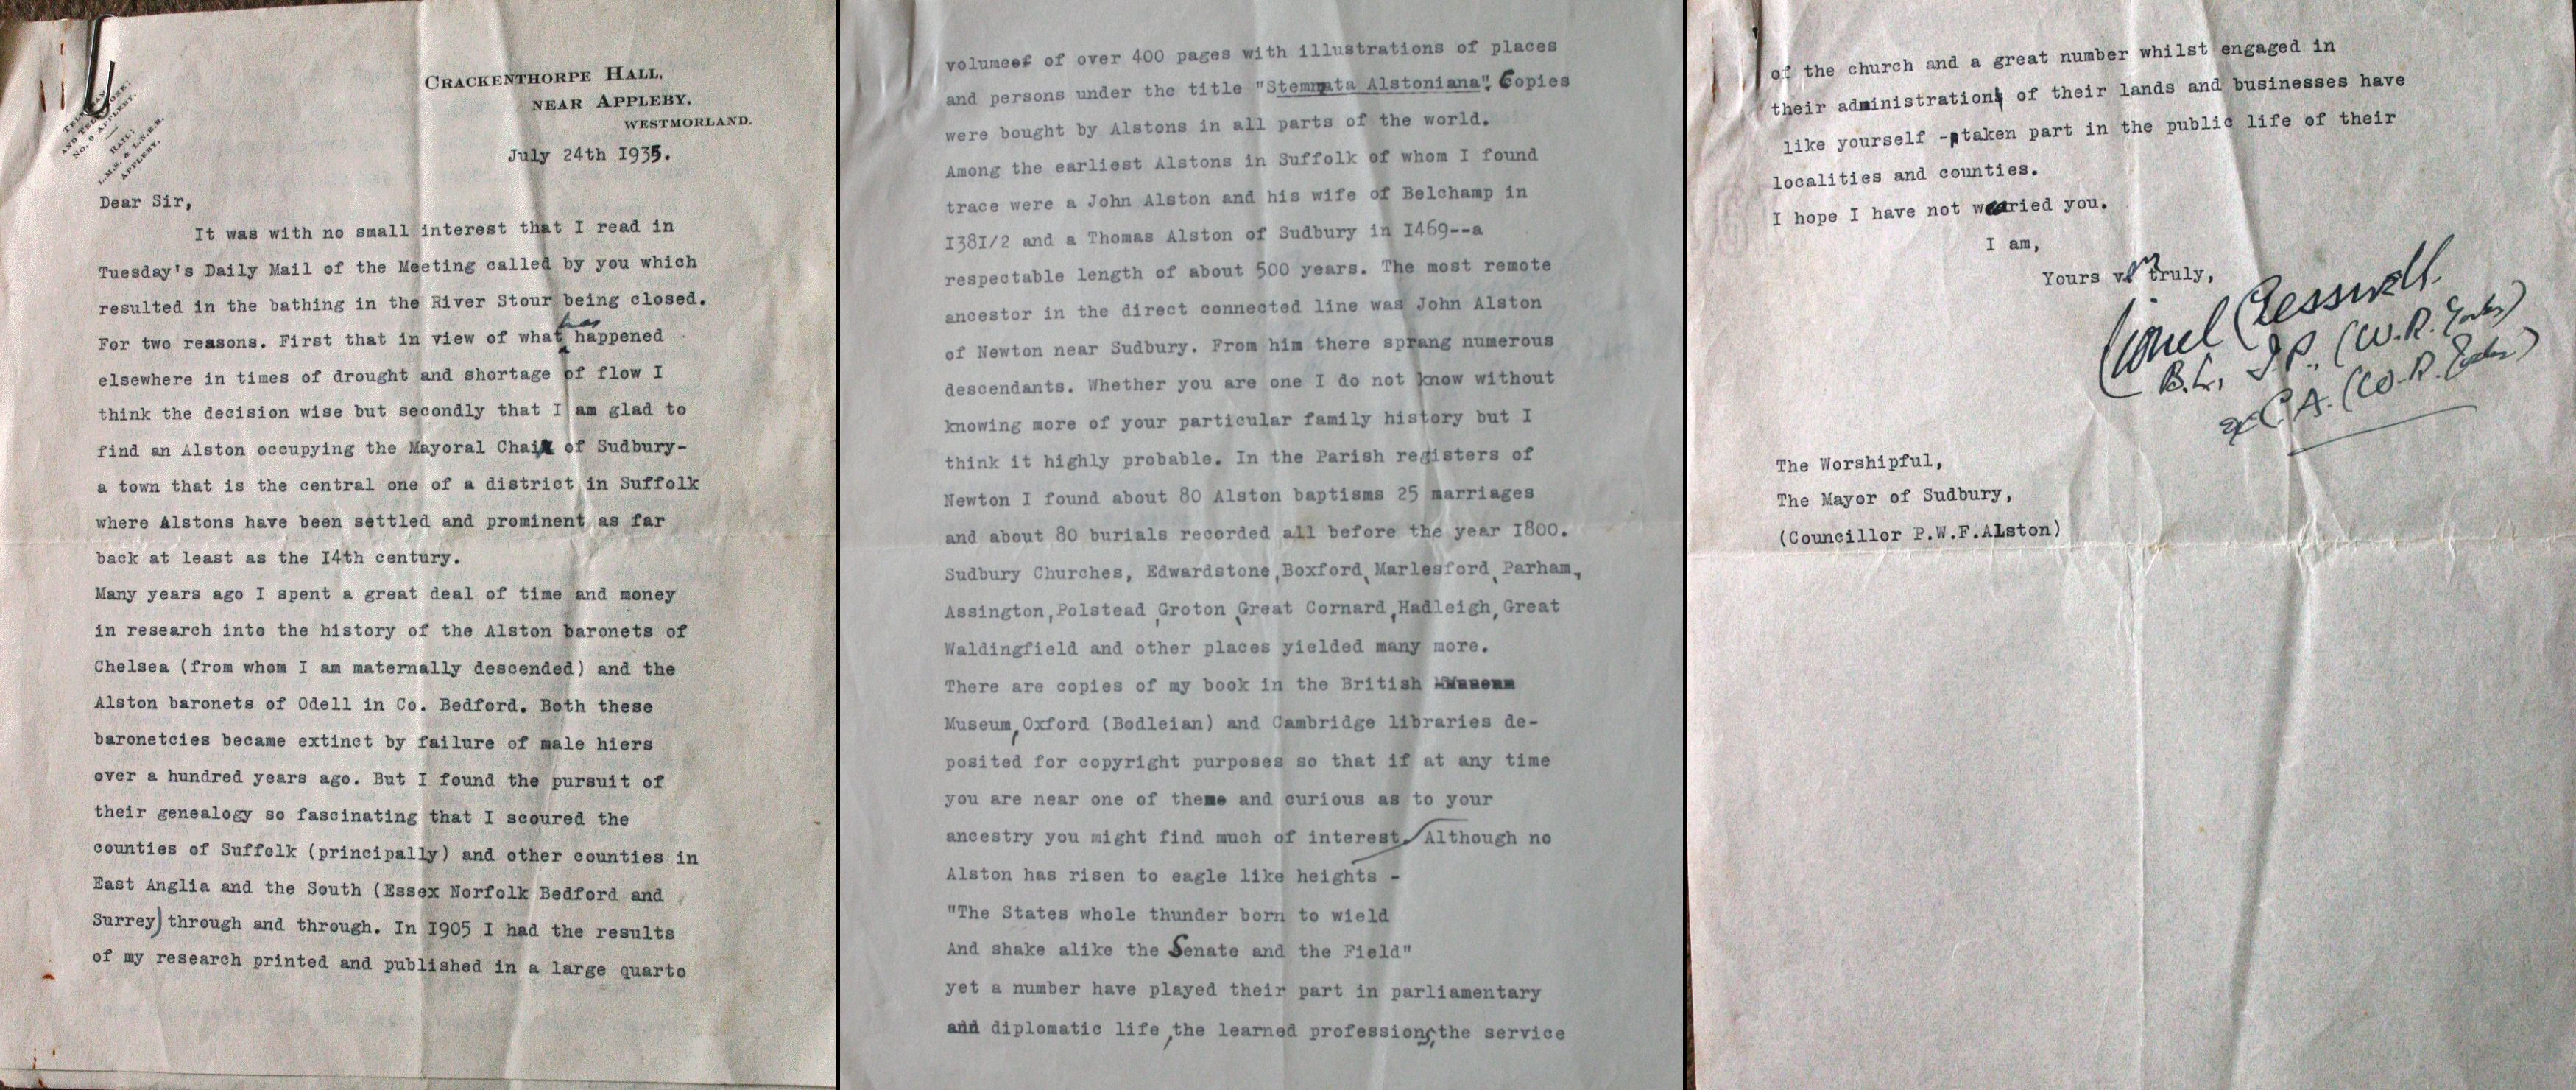 TELEGRAMS
AND TELEPHONE:
No. 9 APPLEBY.
RAIL:
L.M.S. & L.N.E.R.
APPLEBY.
CRACKENTHORPE HALL,
NEAR APPLEBY,
WESTMORLAND.
July 24th 1935.
Dear Sir,
It was with no small interest that I read in
Tuesday's Daily Mail of the Meeting called by you which
resulted in the bathing in the River Stour being closed.
For two reasons. First that in view of what has happened
elsewhere in times of drought and shortage of flow I
think the decision wise but secondly that I am glad to
find an Alston occupying the Mayoral Chair of Sudbury-
a town that is the central one of a district in Suffolk
where Alstons have been settled and prominent as far
back at least as the 14th century.
Many years ago I spent a great deal of time and money
in research into the history of the Alston baronets of
Chelsea (from whom I am maternally descended) and the
Alston baronets of Odell in Co. Bedford. Both these
baronetcies became extinct by failure of male hiers
over a hundred years ago. But I found the pursuit of
their genealogy so fascinating that I scoured the
counties of Suffolk (principally) and other counties in
East Anglia and the South (Essex Norfolk Bedford and
Surrey) through and through. In 1905 I had the results
of my research printed and published in a large quarto
volume of over 400 pages with illustrations of places
and persons under the title "Stemmata Alstoniana". Copies
were bought by Alstons in all parts of the world.
Among the earliest Alstons in Suffolk of whom I found
trace were a John Alston and his wife of Belchamp in
1381/2 and a Thomas Alston of Sudbury in 1469--a
respectable length of about 500 years. The most remote
ancestor in the direct connected line was John Alston
of Newton near Sudbury. From him there sprang numerous
descendants. Whether you are one I do not know without
knowing more of your particular family history but I
think it highly probable. In the Parish registers of
Newton I found about 80 Alston baptisms 25 marriages
and about 80 burials recorded all before the year 1800.
Sudbury Churches, Edwardstone, Boxford, Marlesford, Parham,
Assington, Polstead, Groton, Great Cornard, Hadleigh, Great
Waldingfield and other places yielded many more.
There are copies of my book in the British
Museum, Oxford (Bodleian) and Cambridge libraries de-
posited for copyright purposes so that if at any time
you are near one of them and curious as to your
ancestry you might find much of interest. Although no
Alston has risen to eagle like heights -
"The States whole thunder born to wield
And shake alike the Senate and the Field"
yet a number have played their part in parliamentary
and diplomatic life, the learned professions, the service
of the church and a great number whilst engaged in
their administration of their lands and businesses have
like yourself - taken part in the public life of their
localities and counties.
I hope I have not wearied you.
I am,
Yours very truly,
Lionel Cresswell.
B.L., J.P. (W.R. Yorks)
& C.A. (W.R. Yorks)
The Worshipful,
The Mayor of Sudbury,
(Councillor P.W.F.Alston)